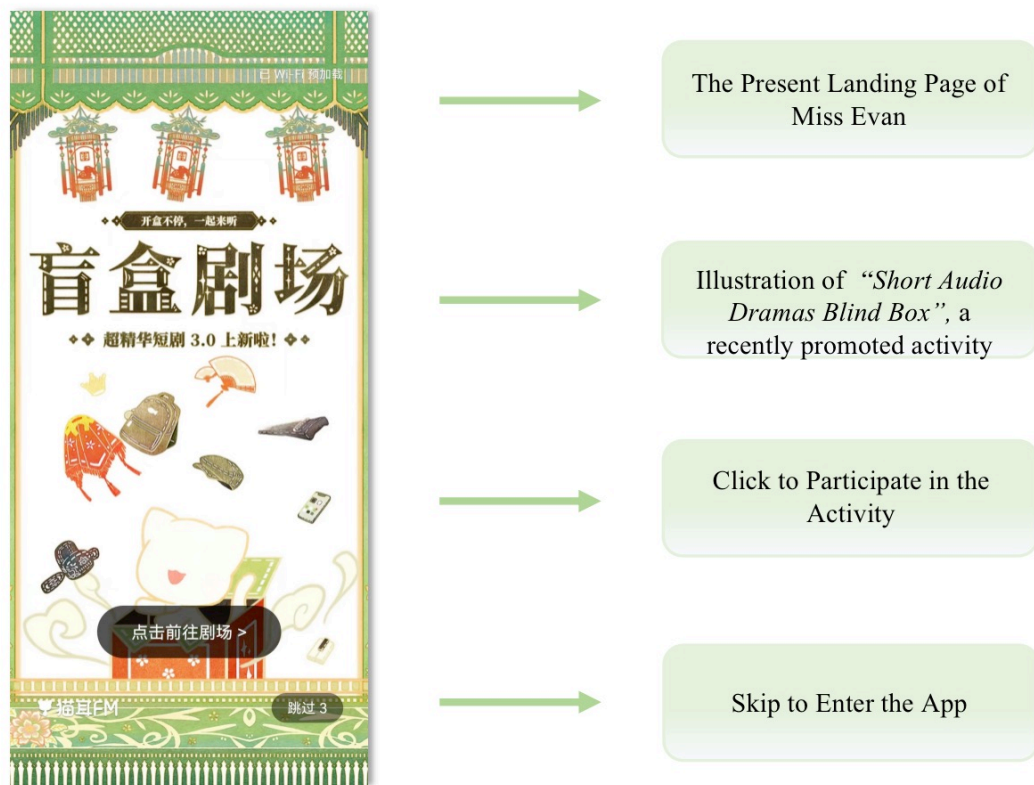 已 Wi-Fi 预加载
开盒不停，一起来听
盲盒剧场
超精华短剧 3.0 上新啦！
点击前往剧场 >
猫耳FM
跳过 3
The Present Landing Page of
Miss Evan
Illustration of “Short Audio
Dramas Blind Box”, a
recently promoted activity
Click to Participate in the
Activity
Skip to Enter the App